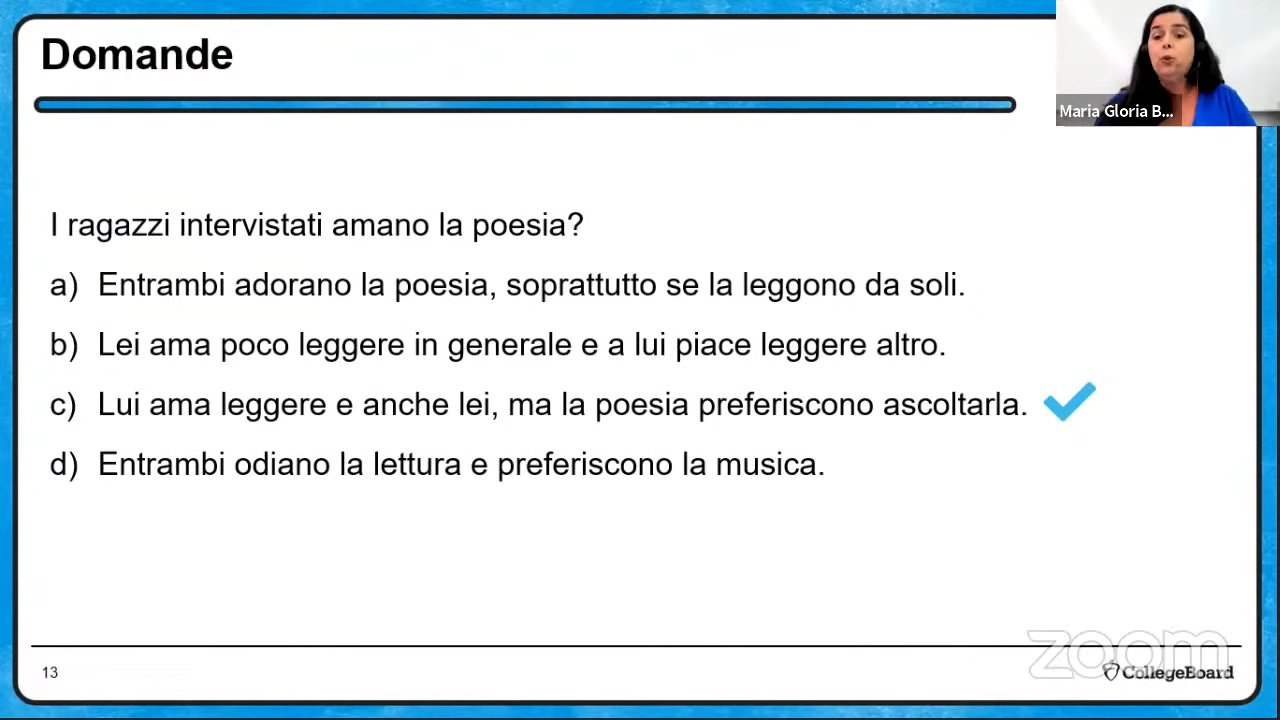 Domande
Maria Gloria B...
I ragazzi intervistati amano la poesia?
a) Entrambi adorano la poesia, soprattutto se la leggono da soli.
b) Lei ama poco leggere in generale e a lui piace leggere altro.
c) Lui ama leggere e anche lei, ma la poesia preferiscono ascoltarla.
d) Entrambi odiano la lettura e preferiscono la musica.
zoom
13
CollegeBoard